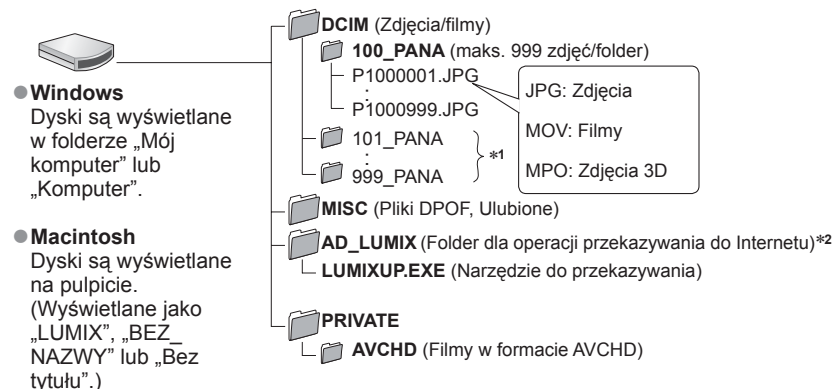 ●Windows
Dyski są wyświetlane
w folderze „Mój
komputer” lub
„Komputer”.
●Macintosh
Dyski są wyświetlane
na pulpicie.
(Wyświetlane jako
„LUMIX”, „BEZ_
NAZWY” lub „Bez
tytułu”.)
DCIM (Zdjęcia/filmy)
100_PANA (maks. 999 zdjęć/folder)
P1000001.JPG
:
P1000999.JPG
101_PANA
:
999_PANA
*1
JPG: Zdjęcia
MOV: Filmy
MPO: Zdjęcia 3D
MISC (Pliki DPOF, Ulubione)
AD_LUMIX (Folder dla operacji przekazywania do Internetu)*2
LUMIXUP.EXE (Narzędzie do przekazywania)
PRIVATE
AVCHD (Filmy w formacie AVCHD)